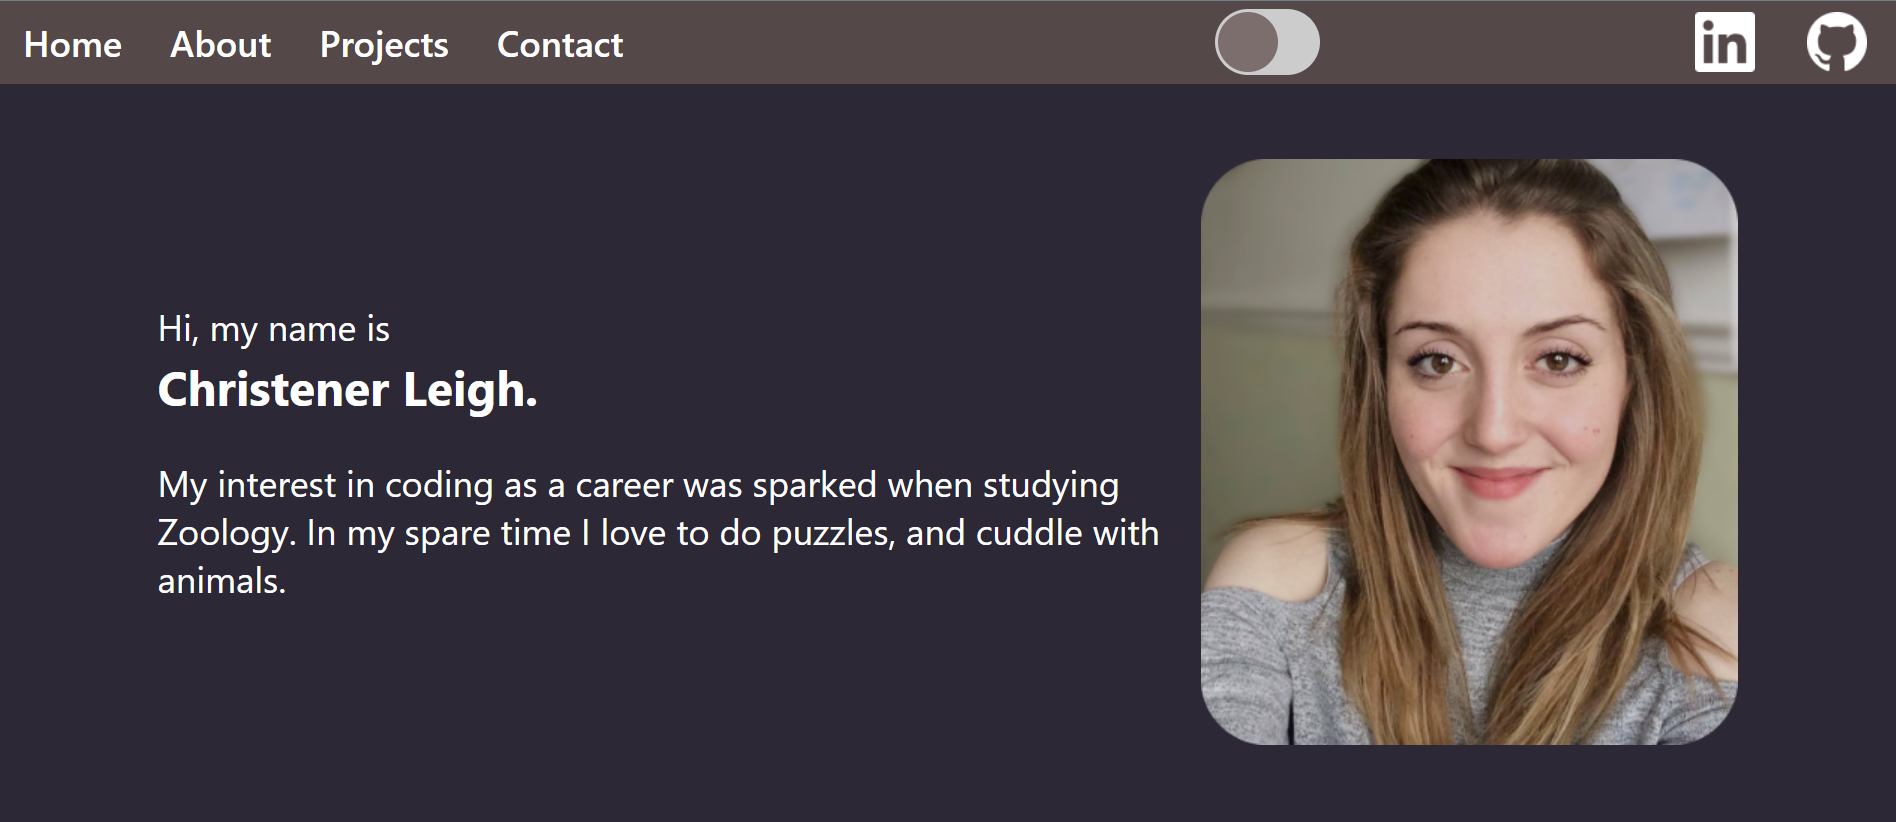 Home About Projects Contact in
Hi, my name is
Christener Leigh.
My interest in coding as a career was sparked when studying
Zoology. In my spare time I love to do puzzles, and cuddle with
animals.